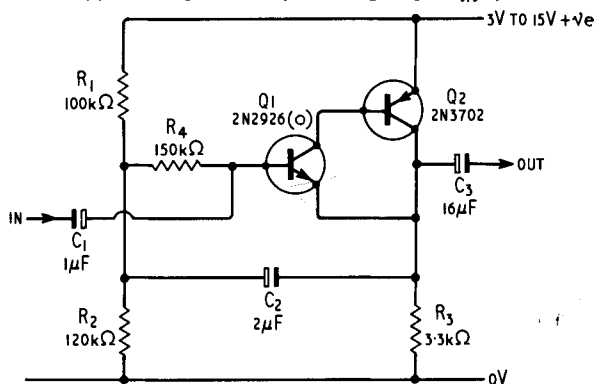 3V TO 15V +ve
R1
100kΩ
Q1
2N2926(O)
Q2
2N3702
R4
150kΩ
IN
C1
1µF
OUT
C3
16µF
C2
2µF
R2
120kΩ
R3
3·3kΩ
0V